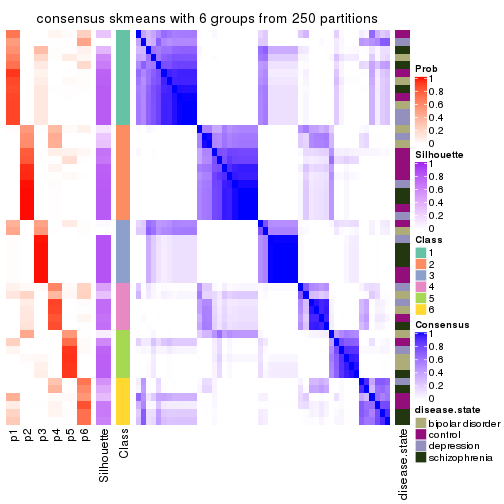 consensus skmeans with 6 groups from 250 partitions
Prob
1
0.8
0.6
0.4
0.2
0
Silhouette
1
0.8
0.6
0.4
0.2
0
Class
1
2
3
4
5
6
Consensus
1
0.8
0.6
0.4
0.2
0
disease.state
bipolar disorder
control
depression
schizophrenia
p1
p2
p3
p4
p5
p6
Silhouette
Class
disease.state